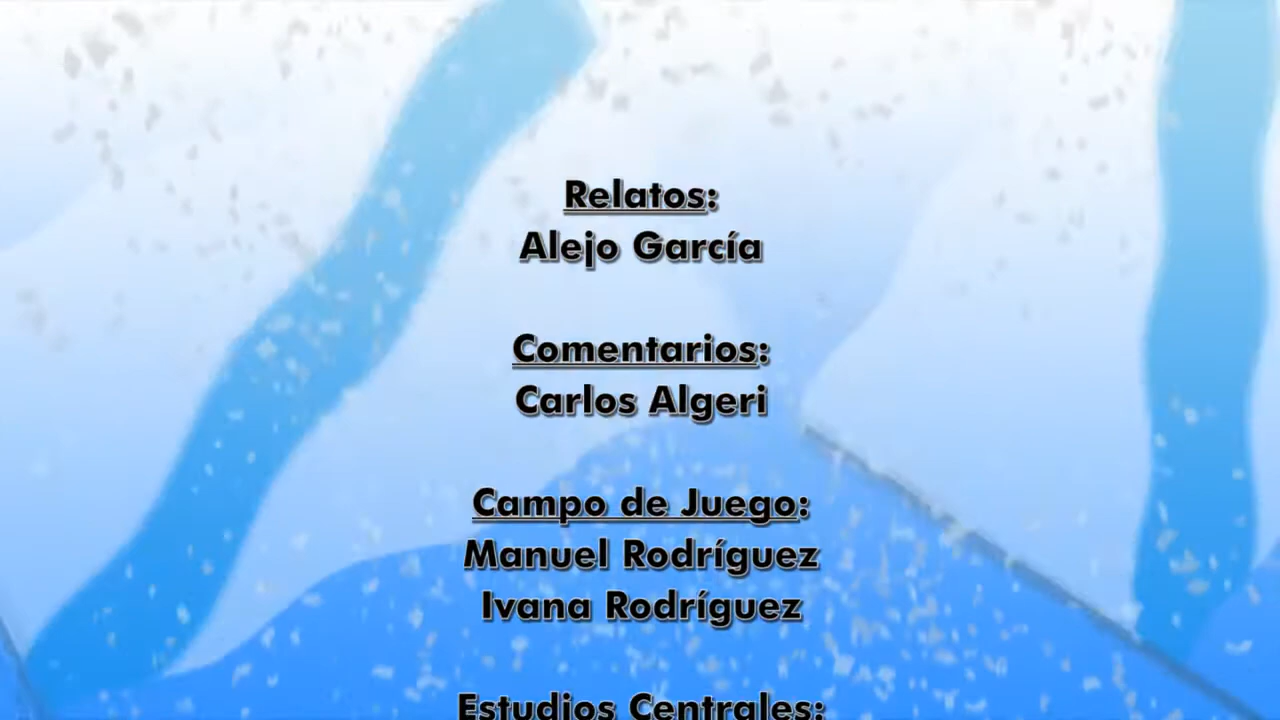 Relatos:
Alejo García
Comentarios:
Carlos Algeri
Campo de Juego:
Manuel Rodríguez
Ivana Rodríguez
Estudios Centrales: